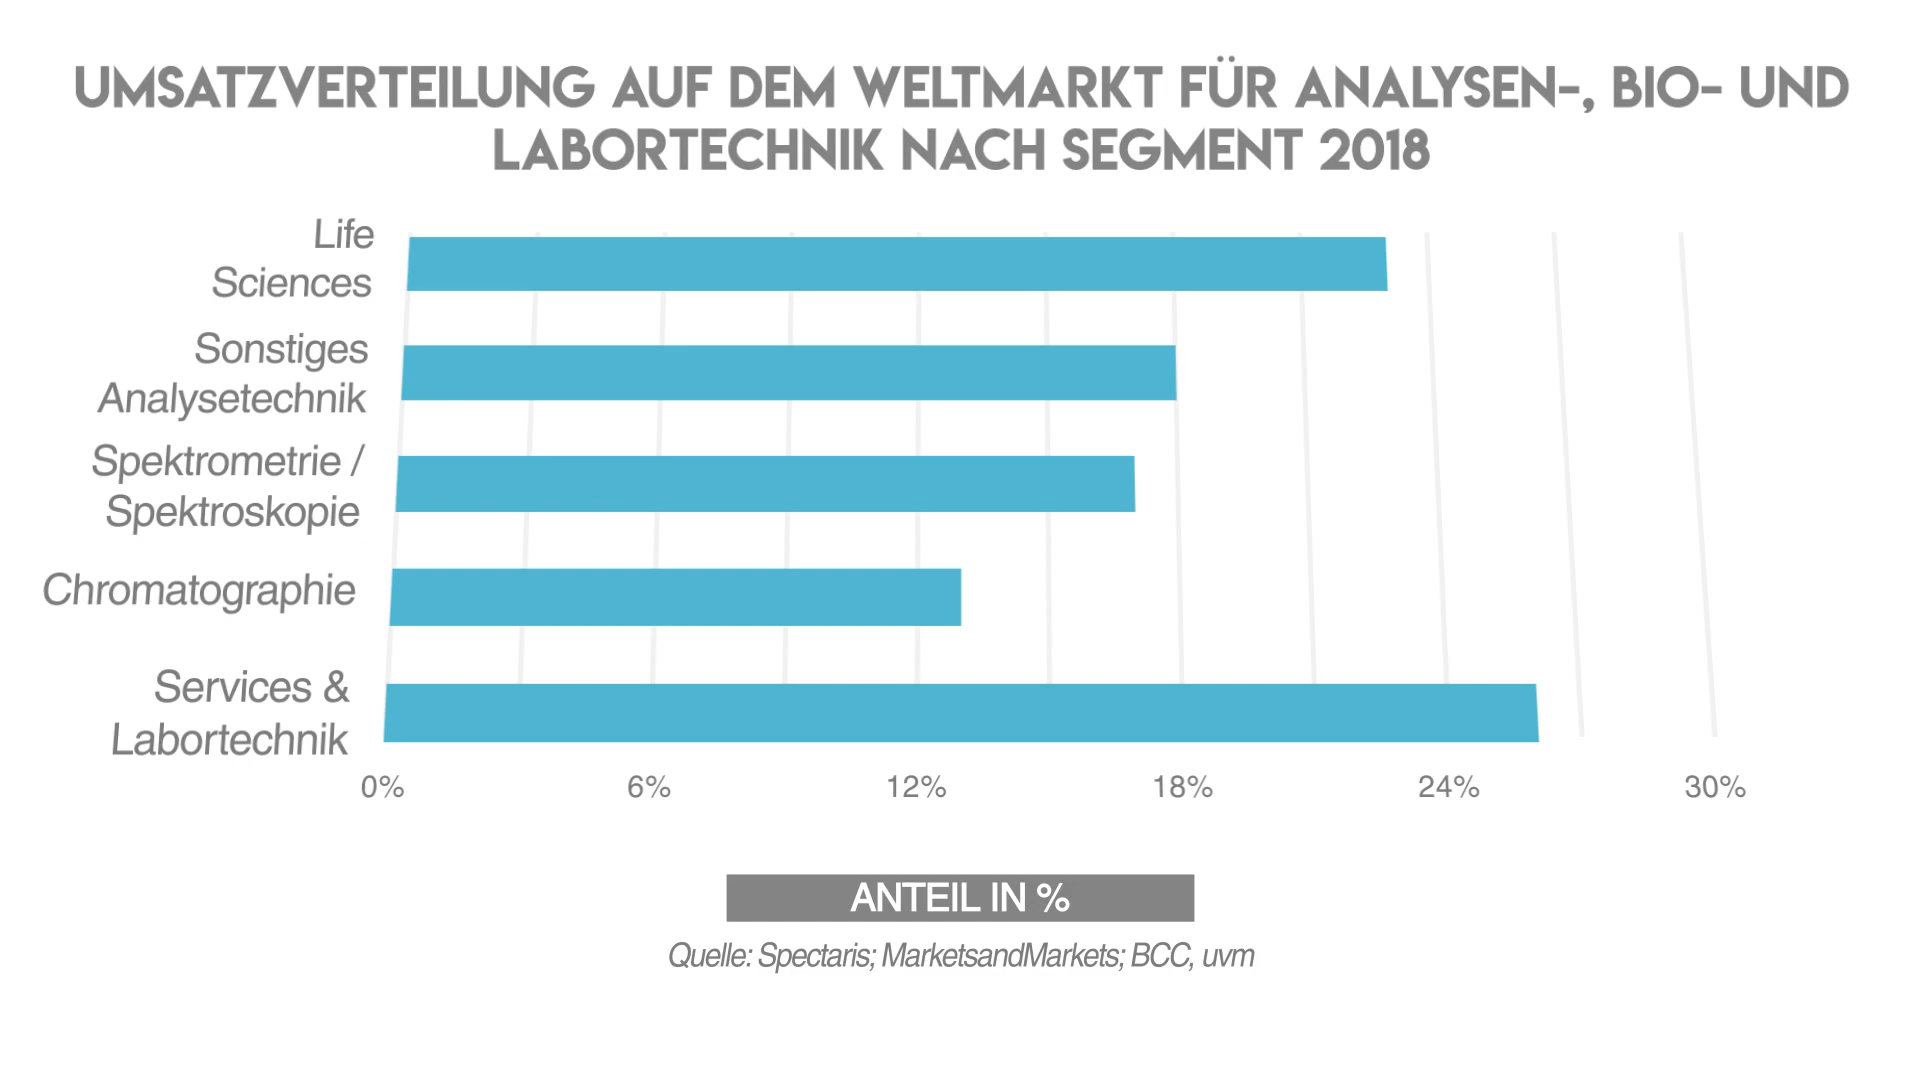 UMSATZVERTEILUNG AUF DEM WELTMARKT FÜR ANALYSEN-, BIO- UND
LABORTECHNIK NACH SEGMENT 2018
Life
Sciences
Sonstiges
Analysetechnik
Spektrometrie /
Spektroskopie
Chromatographie
Services &
Labortechnik
0% 6% 12% 18% 24% 30%
ANTEIL IN %
Quelle: Spectaris; MarketsandMarkets; BCC, uvm